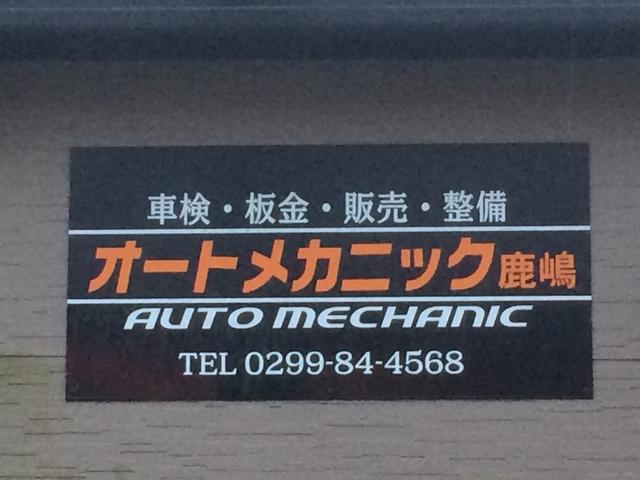 車検・板金・販売・整備
オートメカニック鹿嶋
AUTO MECHANIC
TEL 0299-84-4568